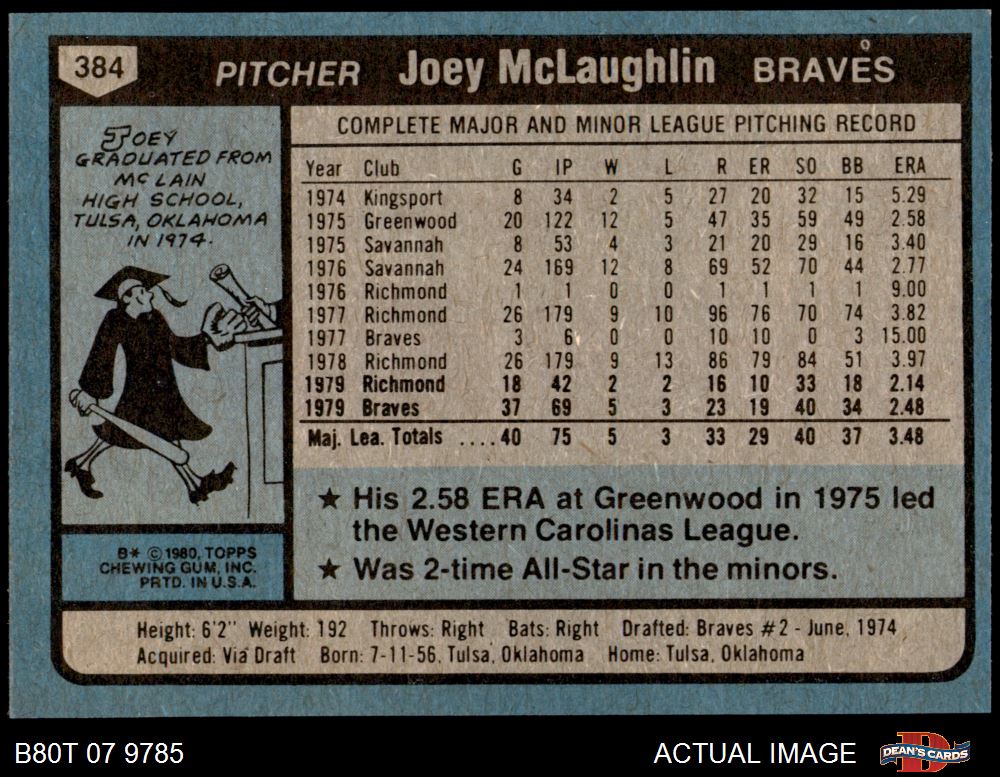 384 PITCHER Joey McLaughlin BRAVES
JOEY
GRADUATED FROM
MC LAIN
HIGH SCHOOL,
TULSA, OKLAHOMA
IN 1974.
B* © 1980, TOPPS
CHEWING GUM, INC.
PRTD. IN U.S.A.
COMPLETE MAJOR AND MINOR LEAGUE PITCHING RECORD
Year Club G IP W L R ER SO BB ERA
1974 Kingsport 8 34 2 5 27 20 32 15 5.29
1975 Greenwood 20 122 12 5 47 35 59 49 2.58
1975 Savannah 8 53 4 3 21 20 29 16 3.40
1976 Savannah 24 169 12 8 69 52 70 44 2.77
1976 Richmond 1 1 0 0 1 1 1 1 9.00
1977 Richmond 26 179 9 10 96 76 70 74 3.82
1977 Braves 3 6 0 0 10 10 0 3 15.00
1978 Richmond 26 179 9 13 86 79 84 51 3.97
1979 Richmond 18 42 2 2 16 10 33 18 2.14
1979 Braves 37 69 5 3 23 19 40 34 2.48
Maj. Lea. Totals ....40 75 5 3 33 29 40 37 3.48
★ His 2.58 ERA at Greenwood in 1975 led
the Western Carolinas League.
★ Was 2-time All-Star in the minors.
Height: 6'2" Weight: 192 Throws: Right Bats: Right Drafted: Braves #2 - June, 1974
Acquired: Via Draft Born: 7-11-56, Tulsa, Oklahoma Home: Tulsa, Oklahoma
B80T 07 9785 ACTUAL IMAGE DEAN'S CARDS